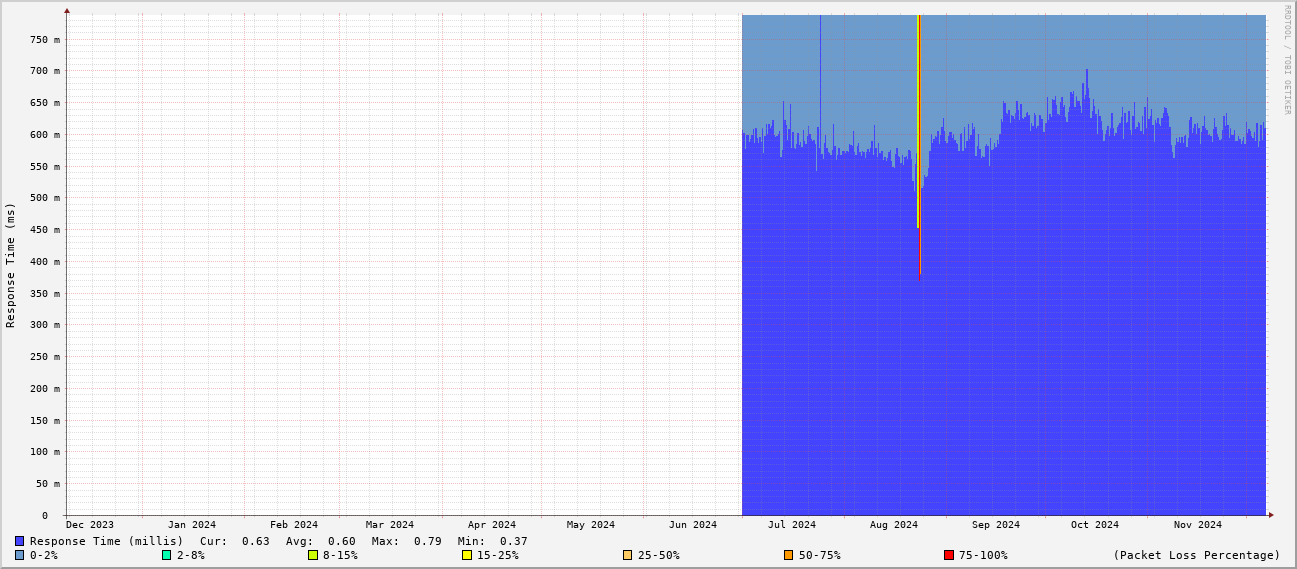 RRDTOOL / TOBI OETIKER
Response Time (ms)
750 m
700 m
650 m
600 m
550 m
500 m
450 m
400 m
350 m
300 m
250 m
200 m
150 m
100 m
50 m
0
Dec 2023 Jan 2024 Feb 2024 Mar 2024 Apr 2024 May 2024 Jun 2024 Jul 2024 Aug 2024 Sep 2024 Oct 2024 Nov 2024
Response Time (millis) Cur: 0.63 Avg: 0.60 Max: 0.79 Min: 0.37
0-2% 2-8% 8-15% 15-25% 25-50% 50-75% 75-100% (Packet Loss Percentage)